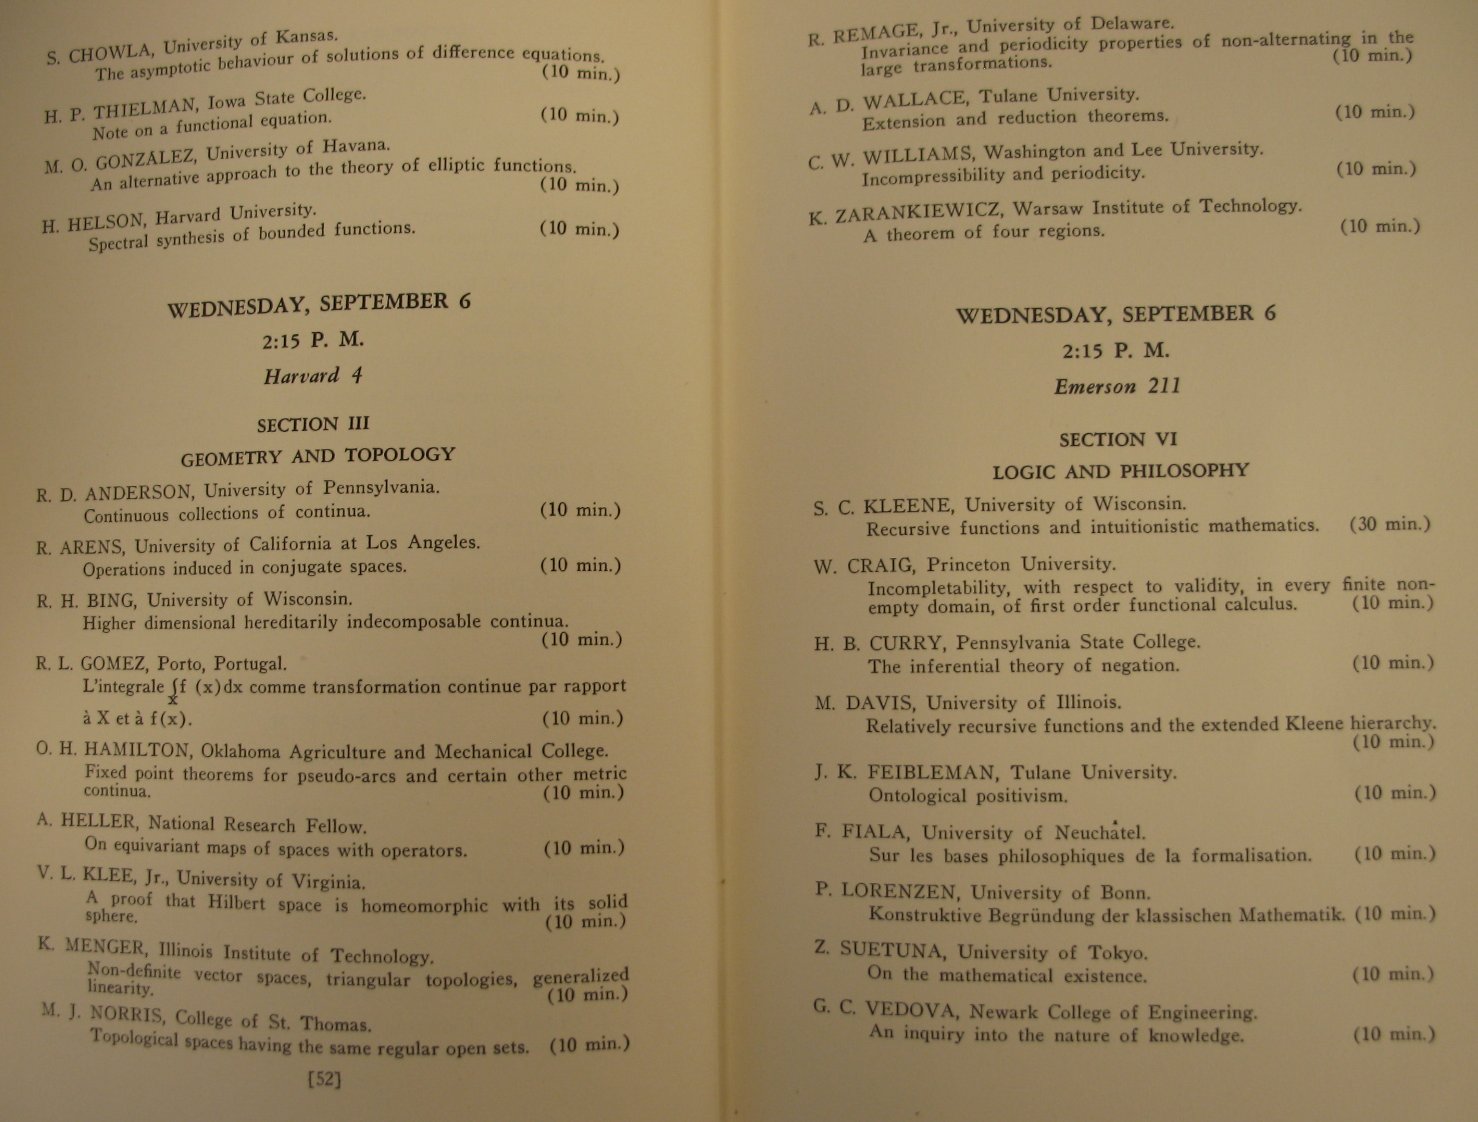 S. CHOWLA, University of Kansas.
The asymptotic behaviour of solutions of difference equations.
(10 min.)
H. P. THIELMAN, Iowa State College.
Note on a functional equation. (10 min.)
M. O. GONZÁLEZ, University of Havana.
An alternative approach to the theory of elliptic functions.
(10 min.)
H. HELSON, Harvard University.
Spectral synthesis of bounded functions. (10 min.)
WEDNESDAY, SEPTEMBER 6
2:15 P. M.
Harvard 4
SECTION III
GEOMETRY AND TOPOLOGY
R. D. ANDERSON, University of Pennsylvania.
Continuous collections of continua. (10 min.)
R. ARENS, University of California at Los Angeles.
Operations induced in conjugate spaces. (10 min.)
R. H. BING, University of Wisconsin.
Higher dimensional hereditarily indecomposable continua.
(10 min.)
R. L. GOMEZ, Porto, Portugal.
L'integrale ∫f (x)dx comme transformation continue par rapport
X
à X et à f(x). (10 min.)
O. H. HAMILTON, Oklahoma Agriculture and Mechanical College.
Fixed point theorems for pseudo-arcs and certain other metric
continua. (10 min.)
A. HELLER, National Research Fellow.
On equivariant maps of spaces with operators. (10 min.)
V. L. KLEE, Jr., University of Virginia.
A proof that Hilbert space is homeomorphic with its solid
sphere. (10 min.)
K. MENGER, Illinois Institute of Technology.
Non-definite vector spaces, triangular topologies, generalized
linearity. (10 min.)
M. J. NORRIS, College of St. Thomas.
Topological spaces having the same regular open sets. (10 min.)
[52]
R. REMAGE, Jr., University of Delaware.
Invariance and periodicity properties of non-alternating in the
large transformations. (10 min.)
A. D. WALLACE, Tulane University.
Extension and reduction theorems. (10 min.)
C. W. WILLIAMS, Washington and Lee University.
Incompressibility and periodicity. (10 min.)
K. ZARANKIEWICZ, Warsaw Institute of Technology.
A theorem of four regions. (10 min.)
WEDNESDAY, SEPTEMBER 6
2:15 P. M.
Emerson 211
SECTION VI
LOGIC AND PHILOSOPHY
S. C. KLEENE, University of Wisconsin.
Recursive functions and intuitionistic mathematics. (30 min.)
W. CRAIG, Princeton University.
Incompletability, with respect to validity, in every finite non-
empty domain, of first order functional calculus. (10 min.)
H. B. CURRY, Pennsylvania State College.
The inferential theory of negation. (10 min.)
M. DAVIS, University of Illinois.
Relatively recursive functions and the extended Kleene hierarchy.
(10 min.)
J. K. FEIBLEMAN, Tulane University.
Ontological positivism. (10 min.)
F. FIALA, University of Neuchâtel.
Sur les bases philosophiques de la formalisation. (10 min.)
P. LORENZEN, University of Bonn.
Konstruktive Begründung der klassischen Mathematik. (10 min.)
Z. SUETUNA, University of Tokyo.
On the mathematical existence. (10 min.)
G. C. VEDOVA, Newark College of Engineering.
An inquiry into the nature of knowledge. (10 min.)